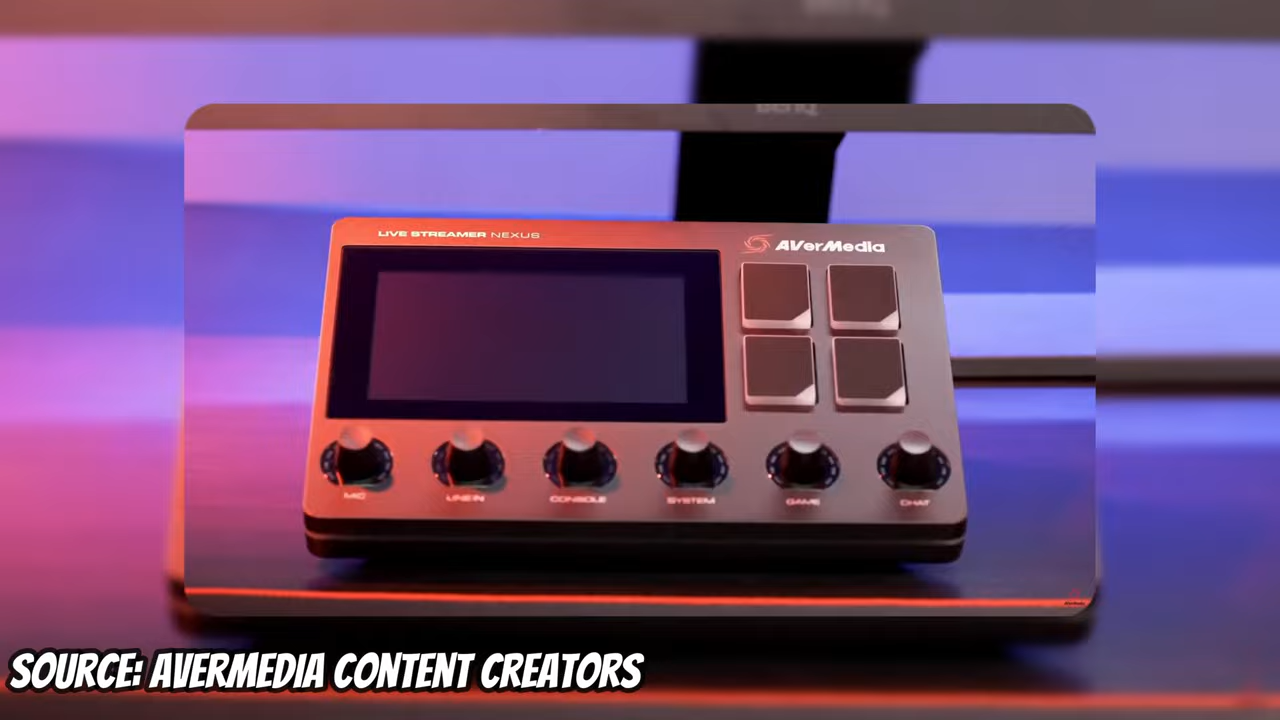 LIVE STREAMER NEXUS
AVerMedia
MIC
LINE IN
CONSOLE
SYSTEM
GAME
CHAT
SOURCE: AVERMEDIA CONTENT CREATORS